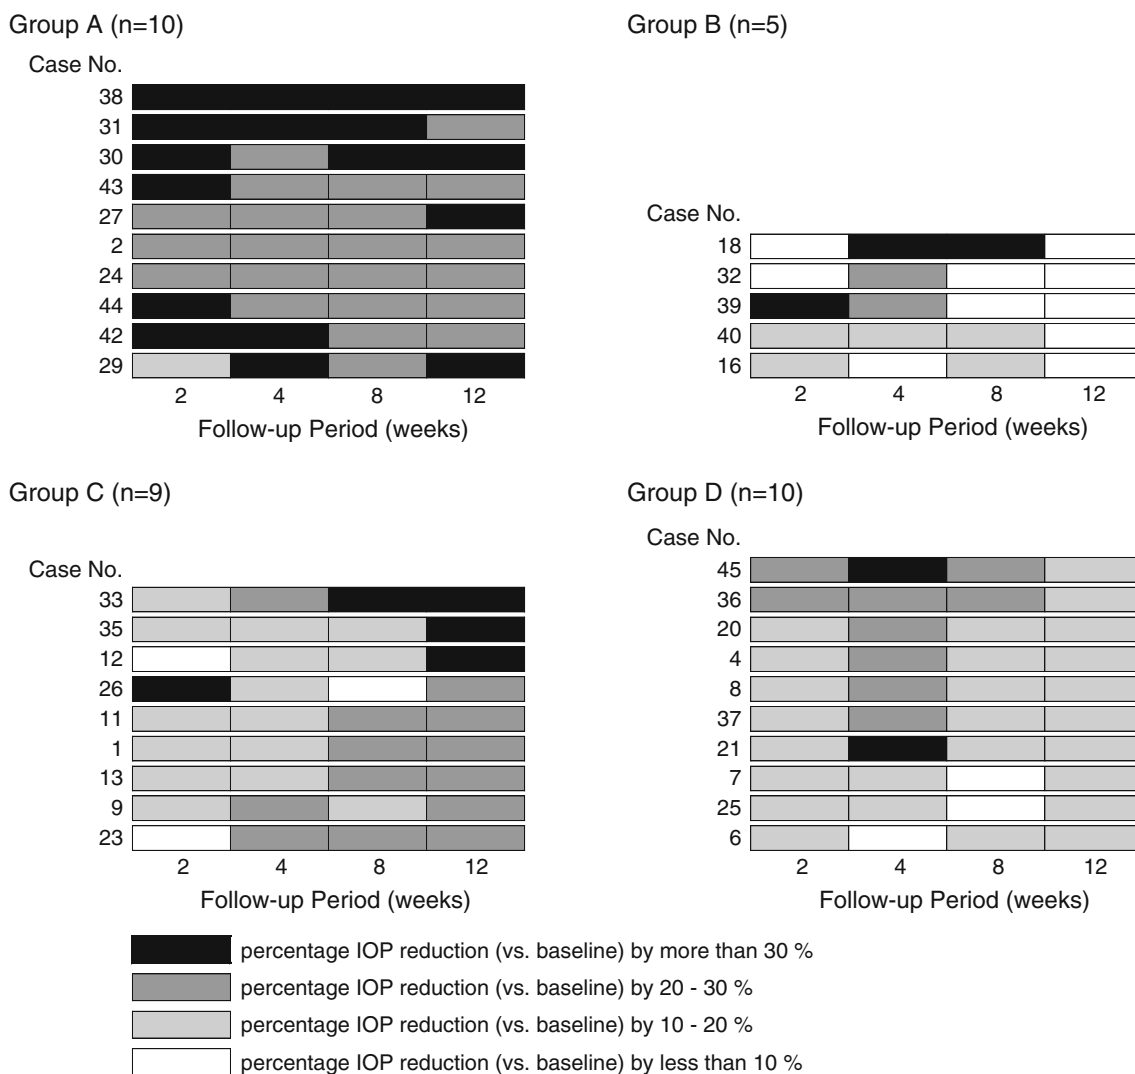 Group A (n=10)
Case No.
38
31
30
43
27
2
24
44
42
29
2 4 8 12
Follow-up Period (weeks)
Group B (n=5)
Case No.
18
32
39
40
16
2 4 8 12
Follow-up Period (weeks)
Group C (n=9)
Case No.
33
35
12
26
11
1
13
9
23
2 4 8 12
Follow-up Period (weeks)
Group D (n=10)
Case No.
45
36
20
4
8
37
21
7
25
6
2 4 8 12
Follow-up Period (weeks)
percentage IOP reduction (vs. baseline) by more than 30 %
percentage IOP reduction (vs. baseline) by 20 - 30 %
percentage IOP reduction (vs. baseline) by 10 - 20 %
percentage IOP reduction (vs. baseline) by less than 10 %